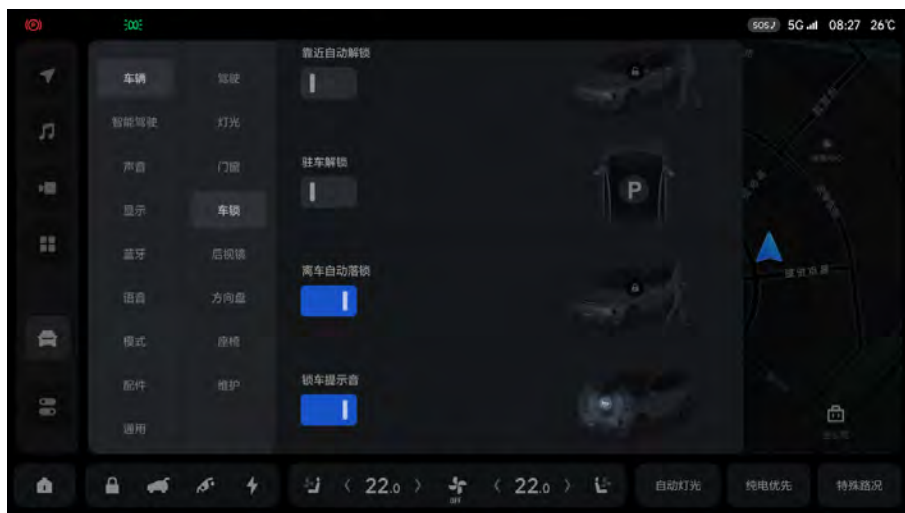 SOS 5G 08:27 26℃
车辆
驾驶
智能驾驶
灯光
声音
门窗
显示
车锁
蓝牙
后视镜
语音
方向盘
模式
座椅
配件
维护
通用
靠近自动解锁
驻车解锁
P
离车自动落锁
锁车提示音
22.0
OFF
22.0
自动灯光
纯电优先
特殊路况